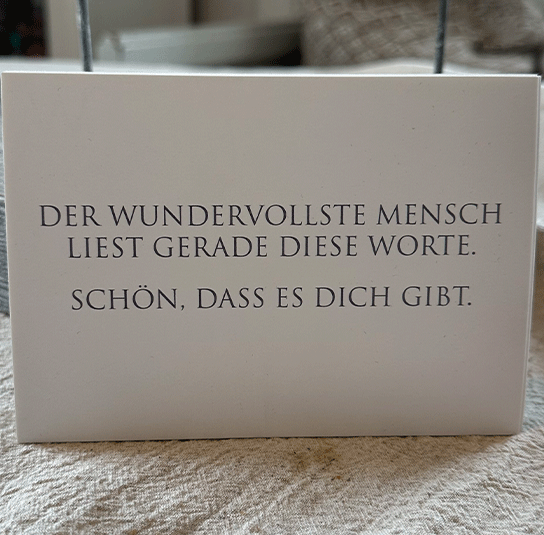 DER WUNDERVOLLSTE MENSCH
LIEST GERADE DIESE WORTE.
SCHÖN, DASS ES DICH GIBT.